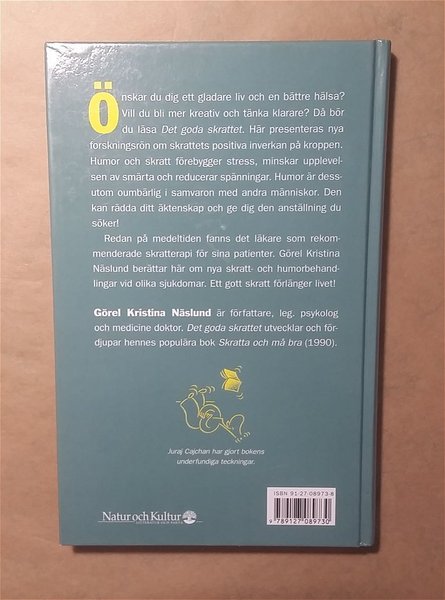 Önskar du dig ett gladare liv och en bättre hälsa?
Vill du bli mer kreativ och tänka klarare? Då bör
du läsa Det goda skrattet. Här presenteras nya
forskningsrön om skrattets positiva inverkan på kroppen.
Humor och skratt förebygger stress, minskar upplevel-
sen av smärta och reducerar spänningar. Humor är dess-
utom oumbärlig i samvaron med andra människor. Den
kan rädda ditt äktenskap och ge dig den anställning du
söker!
Redan på medeltiden fanns det läkare som rekom-
menderade skratterapi för sina patienter. Görel Kristina
Näslund berättar här om nya skratt- och humorbehand-
lingar vid olika sjukdomar. Ett gott skratt förlänger livet!
Görel Kristina Näslund är författare, leg. psykolog
och medicine doktor. Det goda skrattet utvecklar och för-
djupar hennes populära bok Skratta och må bra (1990).
Juraj Cajchan har gjort bokens
underfundiga teckningar.
ISBN 91-27-08973-8
9 789127 089730
Natur och Kultur